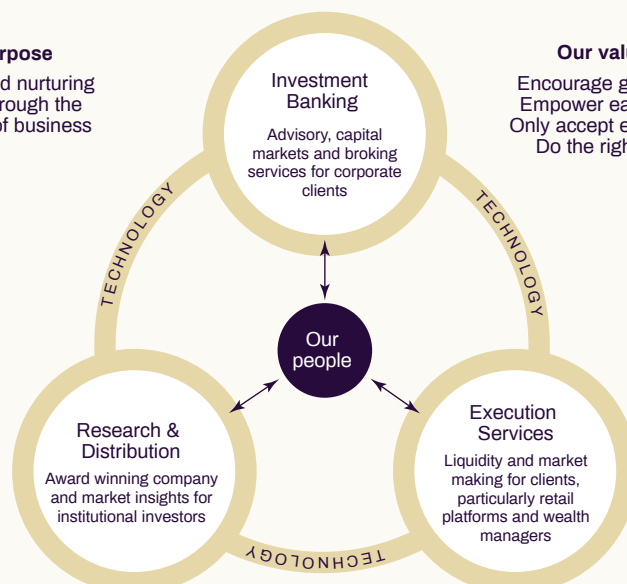 rpose
d nurturing
rough the
of business
Our val
Encourage g
Empower ea
Only accept e
Do the righ
Investment
Banking
Advisory, capital
markets and broking
services for corporate
clients
TECHNOLOGY
TECHNOLOGY
Our
people
Research &
Distribution
Award winning company
and market insights for
institutional investors
Execution
Services
Liquidity and market
making for clients,
particularly retail
platforms and wealth
managers
TECHNOLOGY